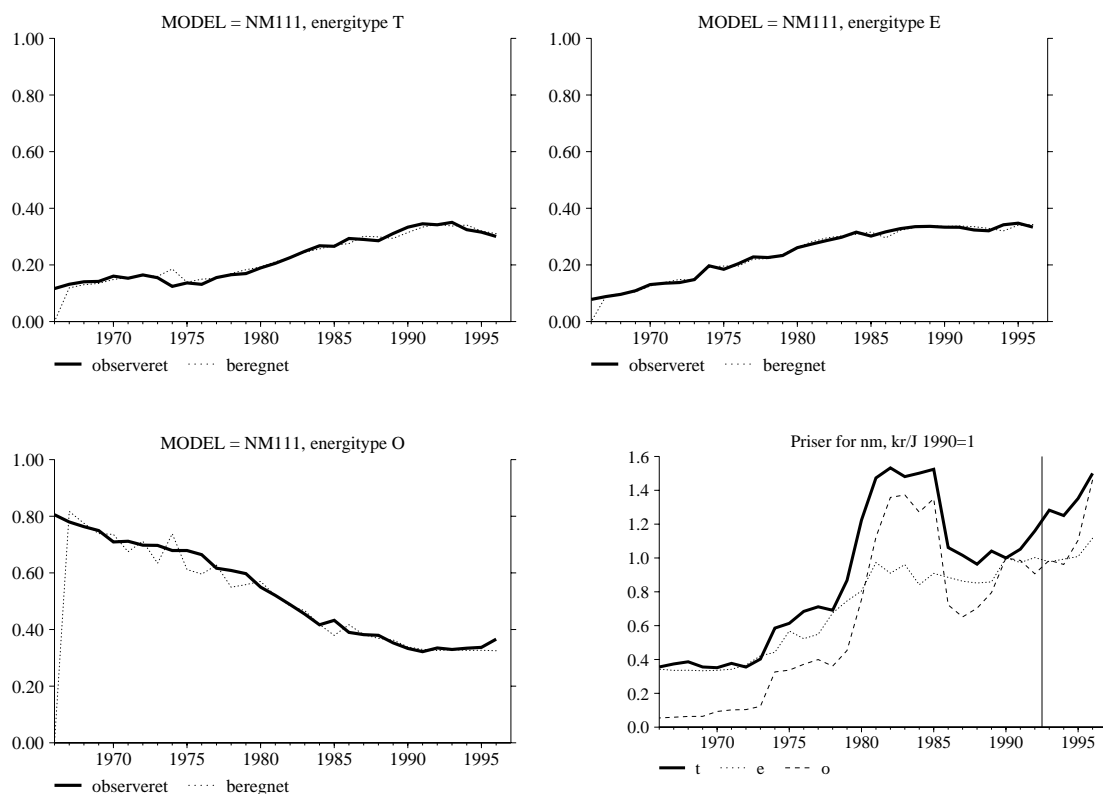 MODEL = NM111, energitype T
1.00
0.80
0.60
0.40
0.20
0.00
1970 1975 1980 1985 1990 1995
observeret beregnet
MODEL = NM111, energitype E
1.00
0.80
0.60
0.40
0.20
0.00
1970 1975 1980 1985 1990 1995
observeret beregnet
MODEL = NM111, energitype O
1.00
0.80
0.60
0.40
0.20
0.00
1970 1975 1980 1985 1990 1995
observeret beregnet
Priser for nm, kr/J 1990=1
1.6
1.4
1.2
1.0
0.8
0.6
0.4
0.2
0.0
1970 1975 1980 1985 1990 1995
t e o